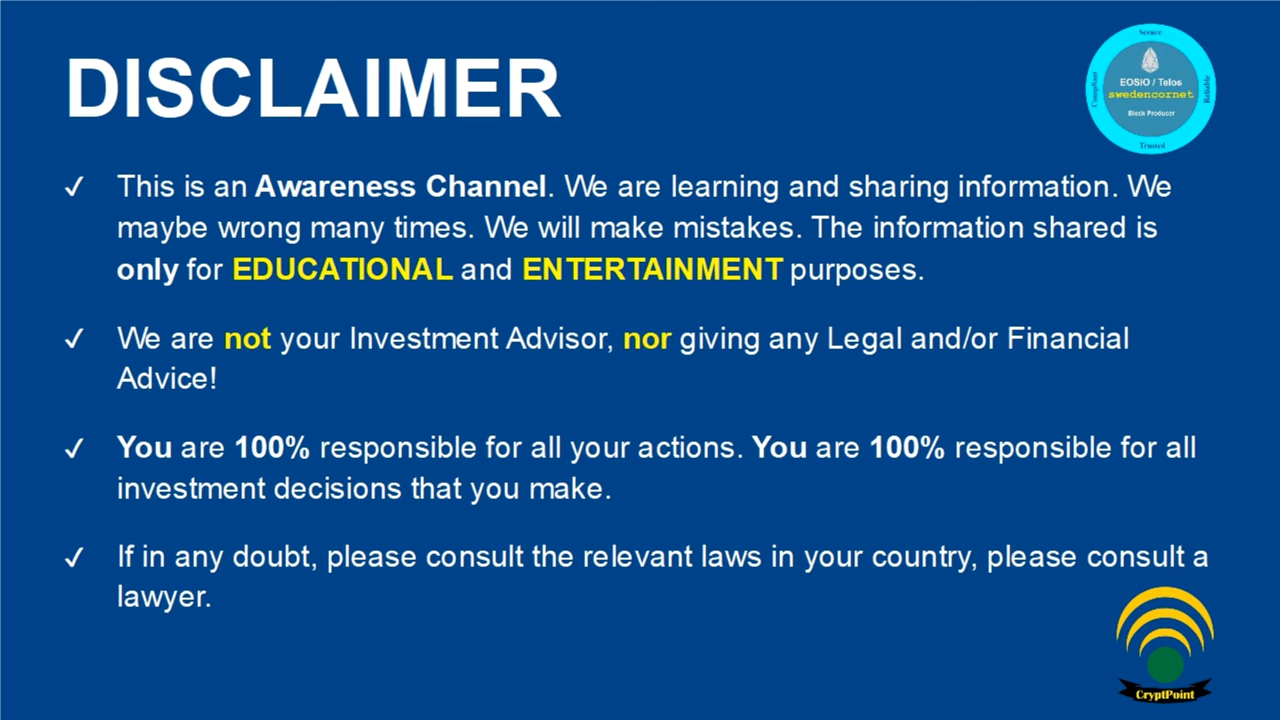 DISCLAIMER
Secure
Compliant
EOSIO / Telos
swedencornet
Block Producer
Reliable
Trusted
✓ This is an Awareness Channel. We are learning and sharing information. We
maybe wrong many times. We will make mistakes. The information shared is
only for EDUCATIONAL and ENTERTAINMENT purposes.
✓ We are not your Investment Advisor, nor giving any Legal and/or Financial
Advice!
✓ You are 100% responsible for all your actions. You are 100% responsible for all
investment decisions that you make.
✓ If in any doubt, please consult the relevant laws in your country, please consult a
lawyer.
CryptPoint